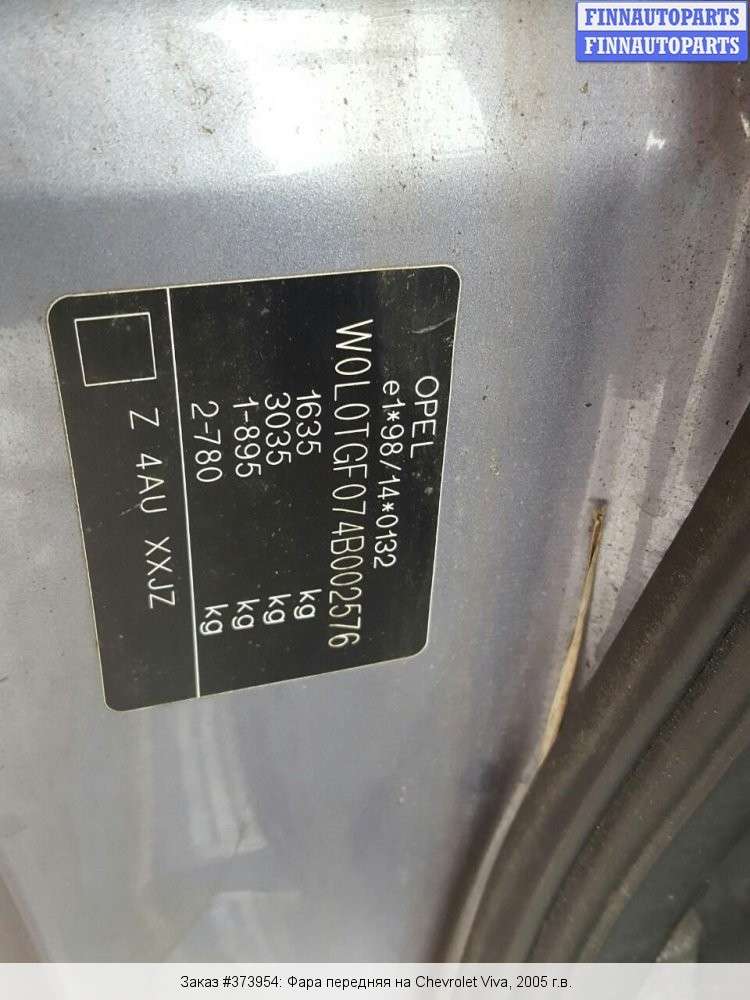 FINNAUTOPARTS
FINNAUTOPARTS
OPEL
e1*98/14*0132
W0L0TGF074B002576
1635 kg
3035 kg
1-895 kg
2-780 kg
Z 4AU XXJZ
Заказ #373954: Фара передняя на Chevrolet Viva, 2005 г.в.